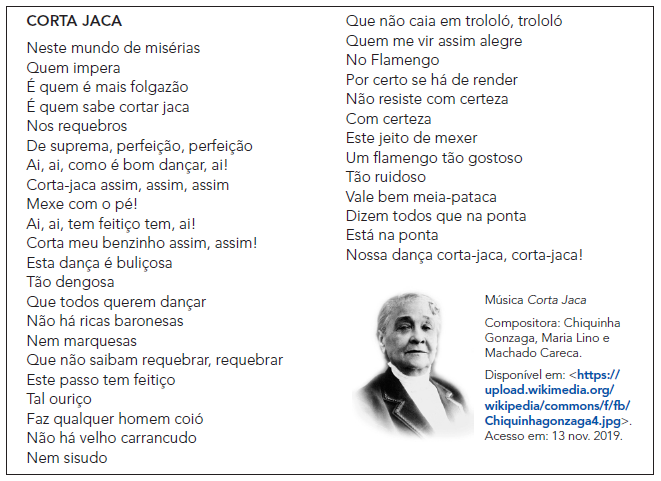 CORTA JACA
Neste mundo de misérias
Quem impera
É quem é mais folgazão
É quem sabe cortar jaca
Nos requebros
De suprema, perfeição, perfeição
Ai, ai, como é bom dançar, ai!
Corta-jaca assim, assim, assim
Mexe com o pé!
Ai, ai, tem feitiço tem, ai!
Corta meu benzinho assim, assim!
Esta dança é buliçosa
Tão dengosa
Que todos querem dançar
Não há ricas baronesas
Nem marquesas
Que não saibam requebrar, requebrar
Este passo tem feitiço
Tal ouriço
Faz qualquer homem coió
Não há velho carrancudo
Nem sisudo
Que não caia em trololó, trololó
Quem me vir assim alegre
No Flamengo
Por certo se há de render
Não resiste com certeza
Com certeza
Este jeito de mexer
Um flamengo tão gostoso
Tão ruidoso
Vale bem meia-pataca
Dizem todos que na ponta
Está na ponta
Nossa dança corta-jaca, corta-jaca!
Música Corta Jaca
Compositora: Chiquinha
Gonzaga, Maria Lino e
Machado Careca.
Disponível em: <https://
upload.wikimedia.org/
wikipedia/commons/f/fb/
Chiquinhagonzaga4.jpg>.
Acesso em: 13 nov. 2019.